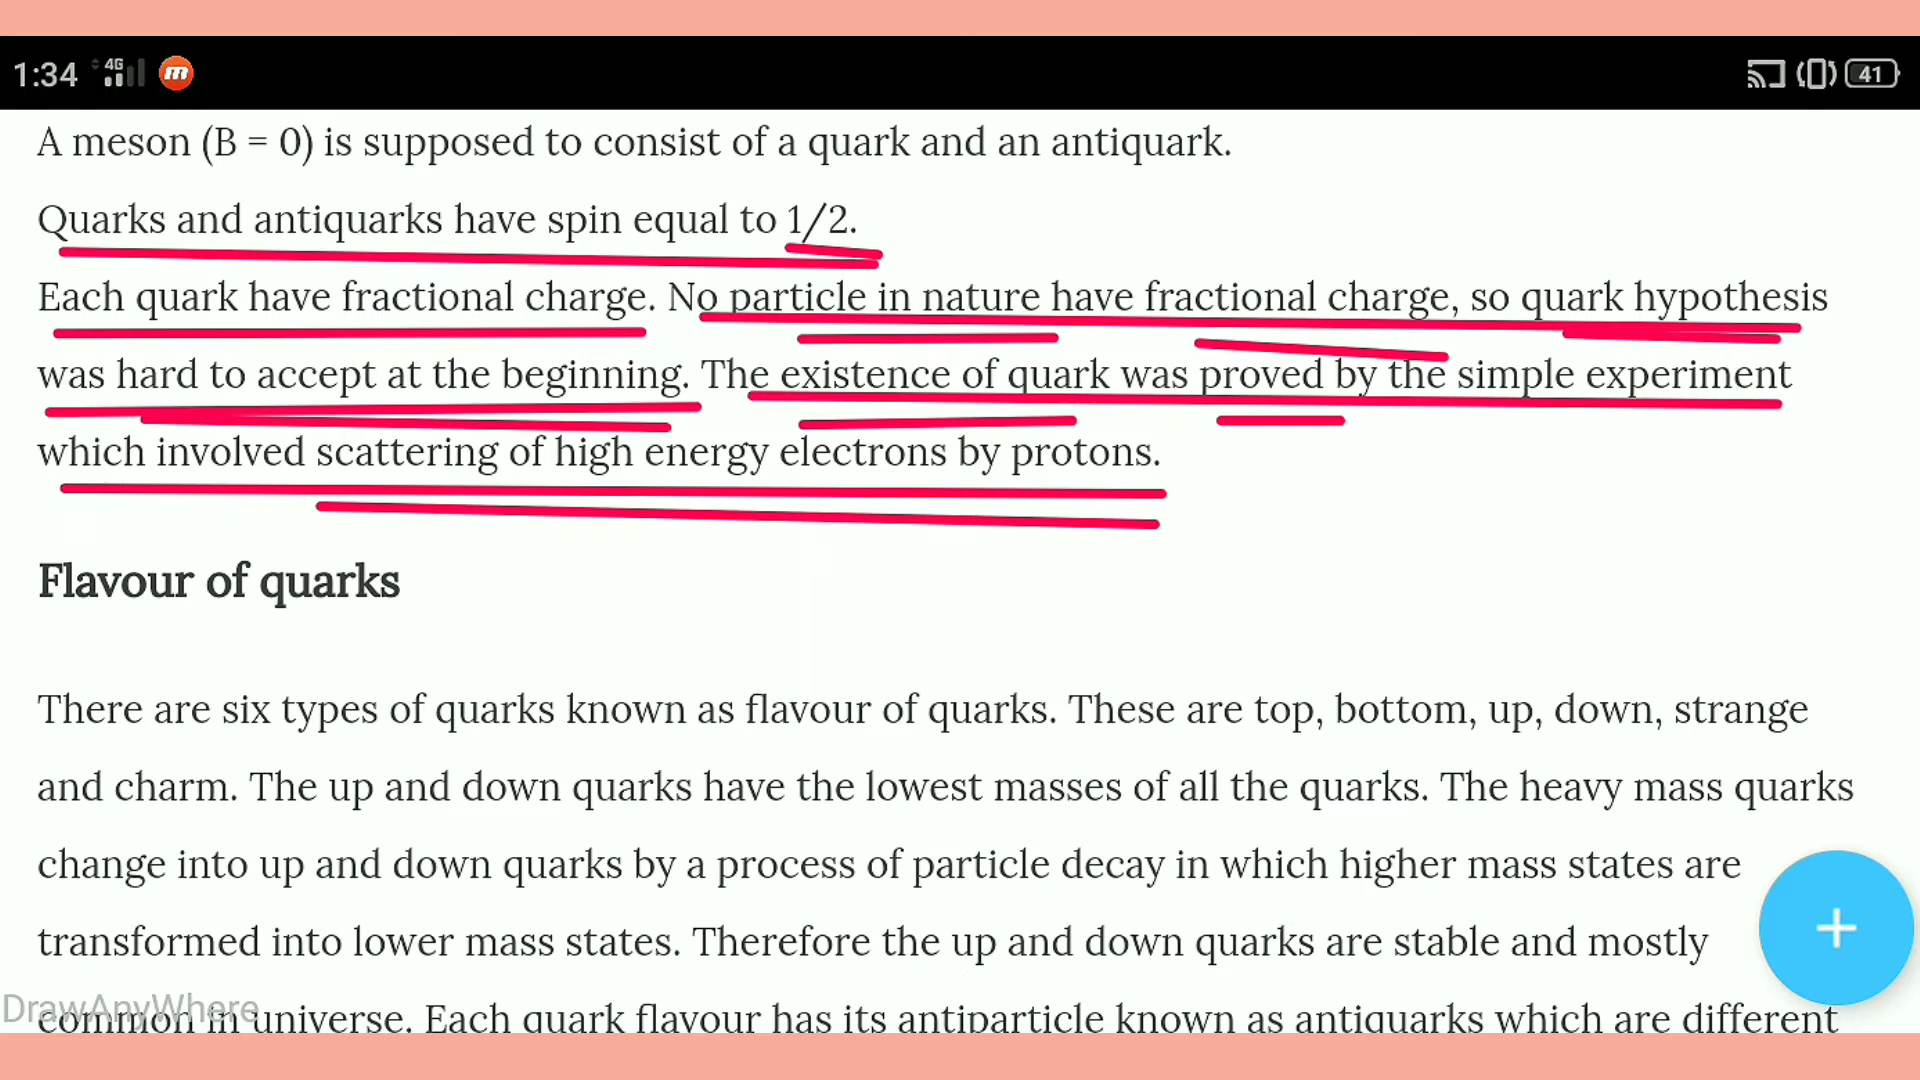 1:34 4G m 41
A meson (B = 0) is supposed to consist of a quark and an antiquark.
Quarks and antiquarks have spin equal to 1/2.
Each quark have fractional charge. No particle in nature have fractional charge, so quark hypothesis
was hard to accept at the beginning. The existence of quark was proved by the simple experiment
which involved scattering of high energy electrons by protons.
Flavour of quarks
There are six types of quarks known as flavour of quarks. These are top, bottom, up, down, strange
and charm. The up and down quarks have the lowest masses of all the quarks. The heavy mass quarks
change into up and down quarks by a process of particle decay in which higher mass states are
transformed into lower mass states. Therefore the up and down quarks are stable and mostly
DrawAnyWhere
common in universe. Each quark flavour has its antiparticle known as antiquarks which are different